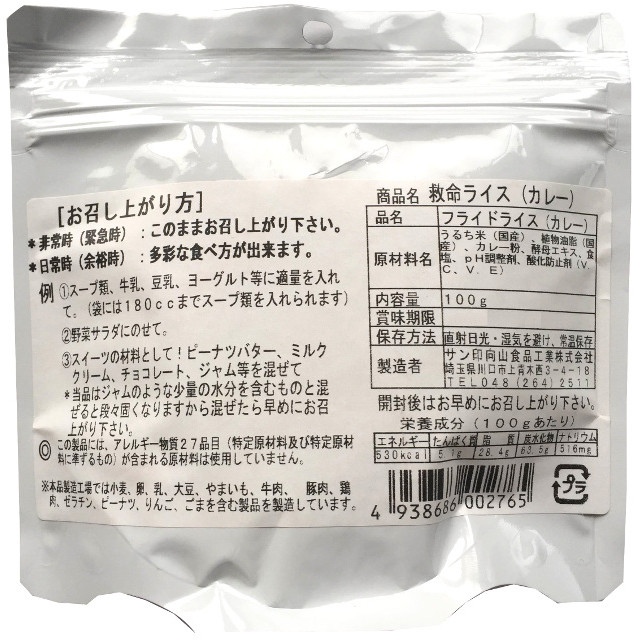 [お召し上がり方]
*非常時(緊急時):このままお召し上がり下さい。
*日常時(余裕時):多彩な食べ方が出来ます。
例 ①スープ類、牛乳、豆乳、ヨーグルト等に適量を入れ
て。(袋には180ccまでスープ類を入れられます)
②野菜サラダにのせて。
③スイーツの材料として!ピーナツバター、ミルク
クリーム、チョコレート、ジャム等を混ぜて
*当品はジャムのような少量の水分を含むものと混
ぜると段々固くなりますから混ぜたら早めにお召
上がり下さい。
◎この製品には、アレルギー物質27品目(特定原材料及び特定原材
料に準ずるもの)が含まれる原材料は使用していません。
※本品製造工場では小麦、卵、乳、大豆、やまいも、牛肉、 豚肉、鶏
肉、ゼラチン、ピーナツ、りんご、ごまを含む製品を製造しています。
商品名 救命ライス(カレー)
品名 フライドライス(カレー)
原材料名 うるち米(国産)、植物油脂(国
産)、カレー粉、酵母エキス、食
塩、pH調整剤、酸化防止剤(V.
C、V.E)
内容量 100g
賞味期限
保存方法 直射日光・湿気を避け、常温保存
製造者 サン印向山食品工業株式会社
埼玉県川口市上青木西3-4-18
TEL048(264)2511
開封後はお早めにお召し上がり下さい。
栄養成分(100gあたり)
エネルギー たんぱく質 脂 質 炭水化物 ナトリウム
530kcal 5.1g 28.4g 63.5g 516mg
4 938686 002765
プラ